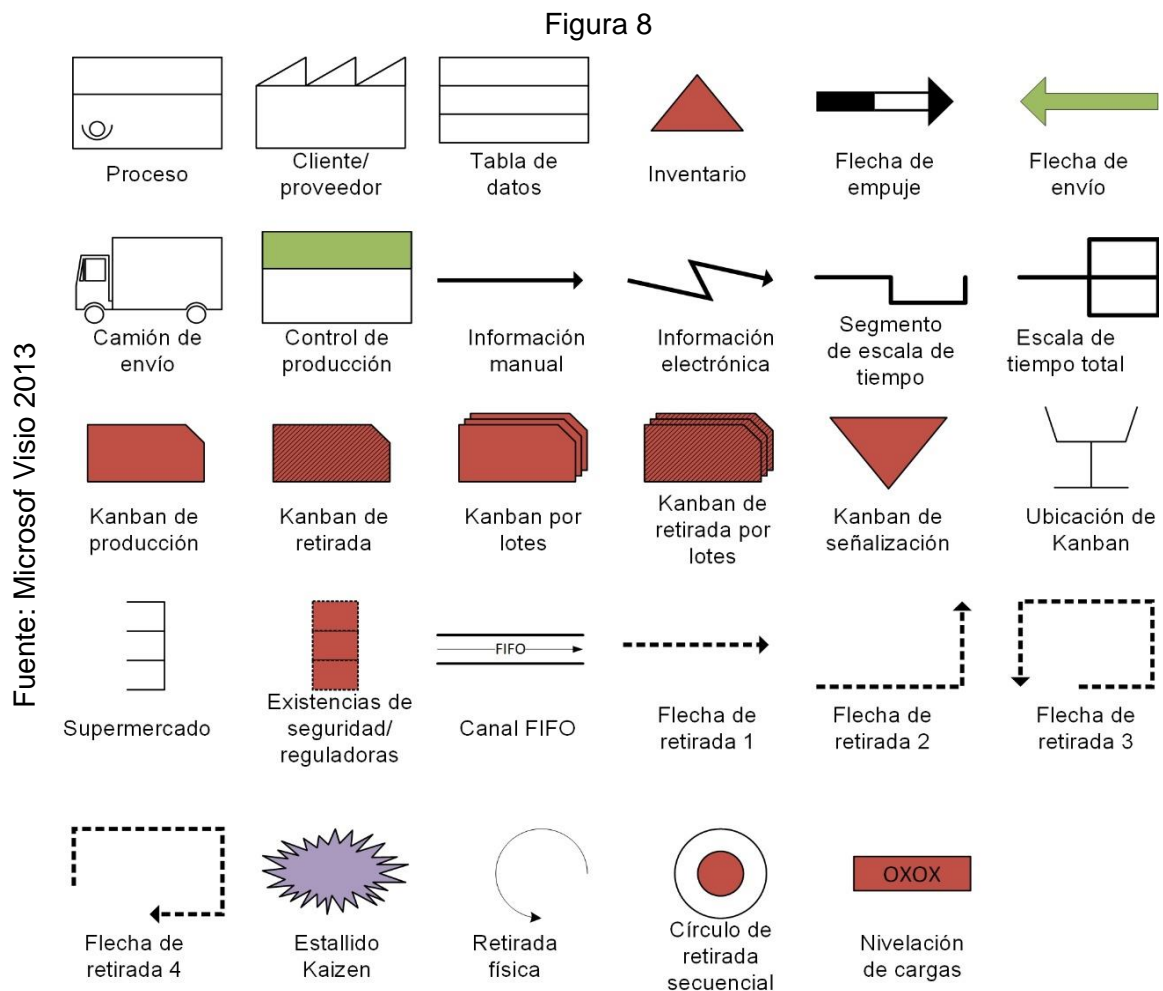 Figura 8
Proceso
Cliente/
proveedor
Tabla de
datos
Inventario
Flecha de
empuje
Flecha de
envío
Camión de
envío
Control de
producción
Información
manual
Información
electrónica
Segmento
de escala de
tiempo
Escala de
tiempo total
Kanban de
producción
Kanban de
retirada
Kanban por
lotes
Kanban de
retirada por
lotes
Kanban de
señalización
Ubicación de
Kanban
Supermercado
Existencias de
seguridad/
reguladoras
FIFO
Canal FIFO
Flecha de
retirada 1
Flecha de
retirada 2
Flecha de
retirada 3
Flecha de
retirada 4
Estallido
Kaizen
Retirada
física
Círculo de
retirada
secuencial
OXOX
Nivelación
de cargas
Fuente: Microsof Visio 2013